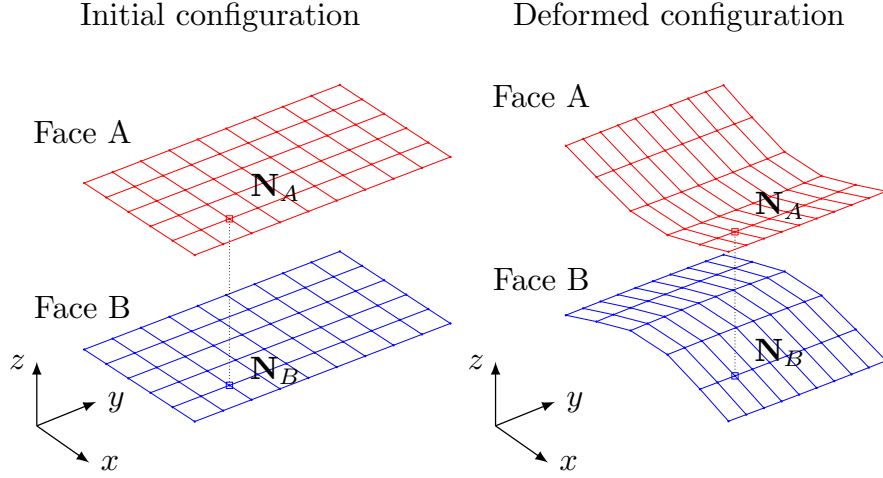 Initial configuration
Deformed configuration
Face A
N_A
Face B
N_B
z
y
x
Face A
N_A
Face B
N_B
z
y
x